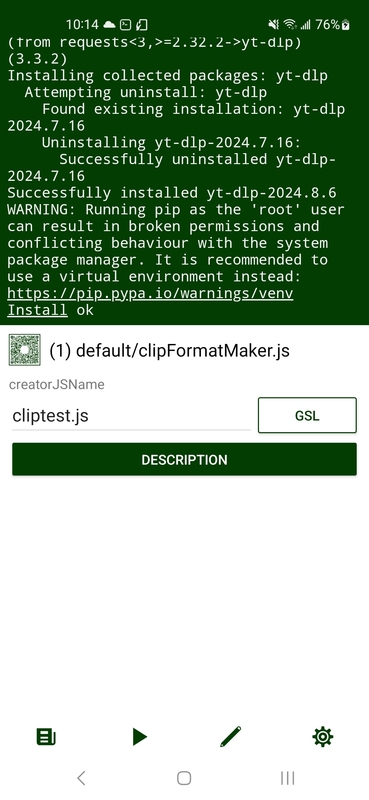 10:14
76%
(from requests<3,>=2.32.2->yt-dlp)
(3.3.2)
Installing collected packages: yt-dlp
Attempting uninstall: yt-dlp
Found existing installation: yt-dlp
2024.7.16
Uninstalling yt-dlp-2024.7.16:
Successfully uninstalled yt-dlp-
2024.7.16
Successfully installed yt-dlp-2024.8.6
WARNING: Running pip as the 'root' user
can result in broken permissions and
conflicting behaviour with the system
package manager. It is recommended to
use a virtual environment instead:
https://pip.pypa.io/warnings/venv
Install ok
(1) default/clipFormatMaker.js
creatorJSName
cliptest.js
GSL
DESCRIPTION